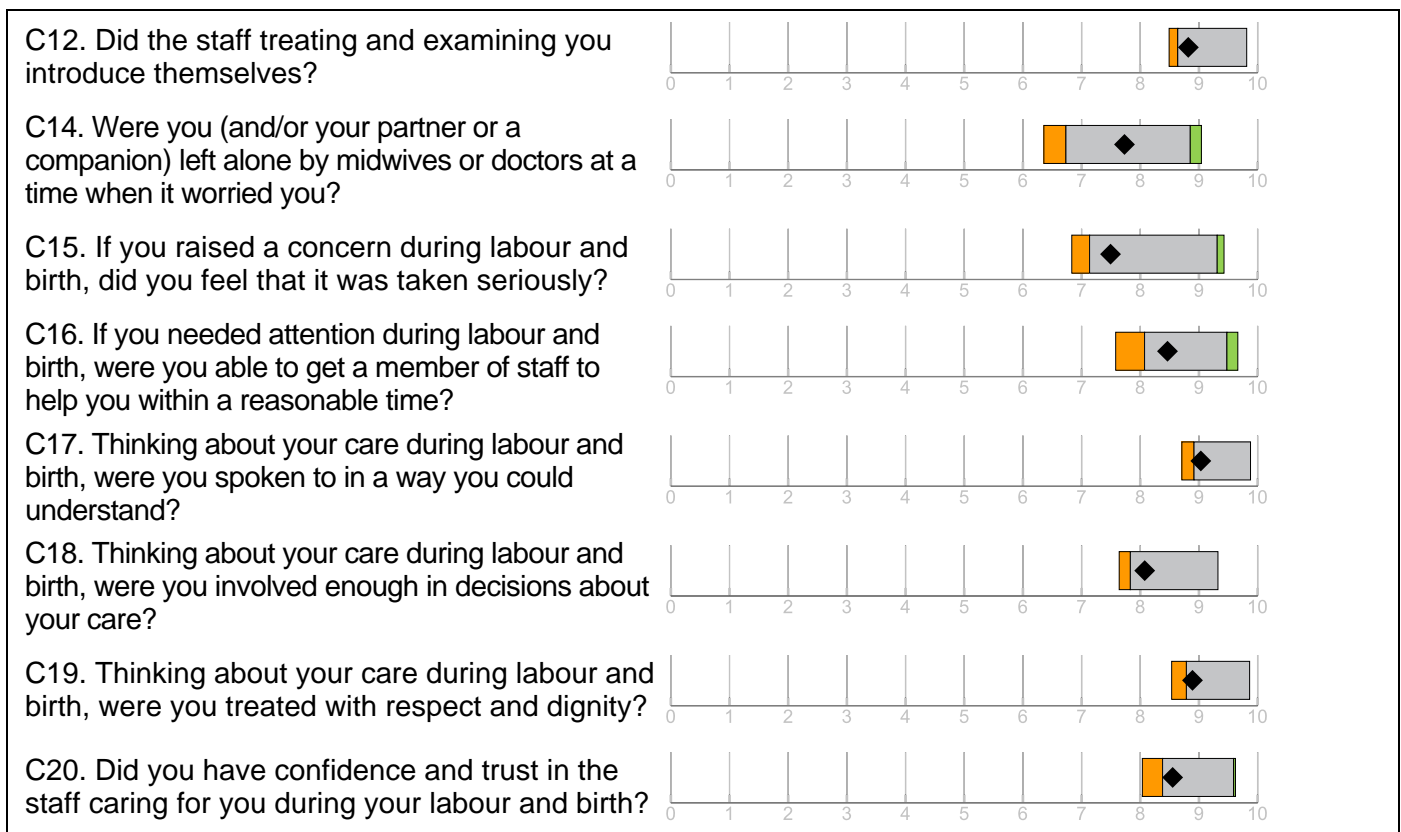 C12. Did the staff treating and examining you
introduce themselves?
0 1 2 3 4 5 6 7 8 9 10
C14. Were you (and/or your partner or a
companion) left alone by midwives or doctors at a
time when it worried you?
0 1 2 3 4 5 6 7 8 9 10
C15. If you raised a concern during labour and
birth, did you feel that it was taken seriously?
0 1 2 3 4 5 6 7 8 9 10
C16. If you needed attention during labour and
birth, were you able to get a member of staff to
help you within a reasonable time?
0 1 2 3 4 5 6 7 8 9 10
C17. Thinking about your care during labour and
birth, were you spoken to in a way you could
understand?
0 1 2 3 4 5 6 7 8 9 10
C18. Thinking about your care during labour and
birth, were you involved enough in decisions about
your care?
0 1 2 3 4 5 6 7 8 9 10
C19. Thinking about your care during labour and
birth, were you treated with respect and dignity?
0 1 2 3 4 5 6 7 8 9 10
C20. Did you have confidence and trust in the
staff caring for you during your labour and birth?
0 1 2 3 4 5 6 7 8 9 10